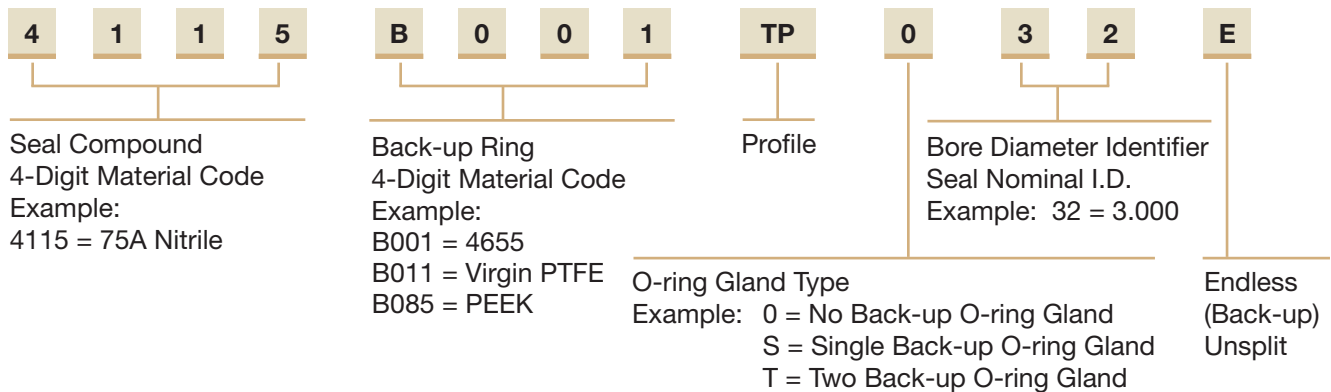 4 1 1 5 B 0 0 1 TP 0 3 2 E
Seal Compound
4-Digit Material Code
Example:
4115 = 75A Nitrile
Back-up Ring
4-Digit Material Code
Example:
B001 = 4655
B011 = Virgin PTFE
B085 = PEEK
Profile
Bore Diameter Identifier
Seal Nominal I.D.
Example: 32 = 3.000
O-ring Gland Type
Example: 0 = No Back-up O-ring Gland
S = Single Back-up O-ring Gland
T = Two Back-up O-ring Gland
Endless
(Back-up)
Unsplit